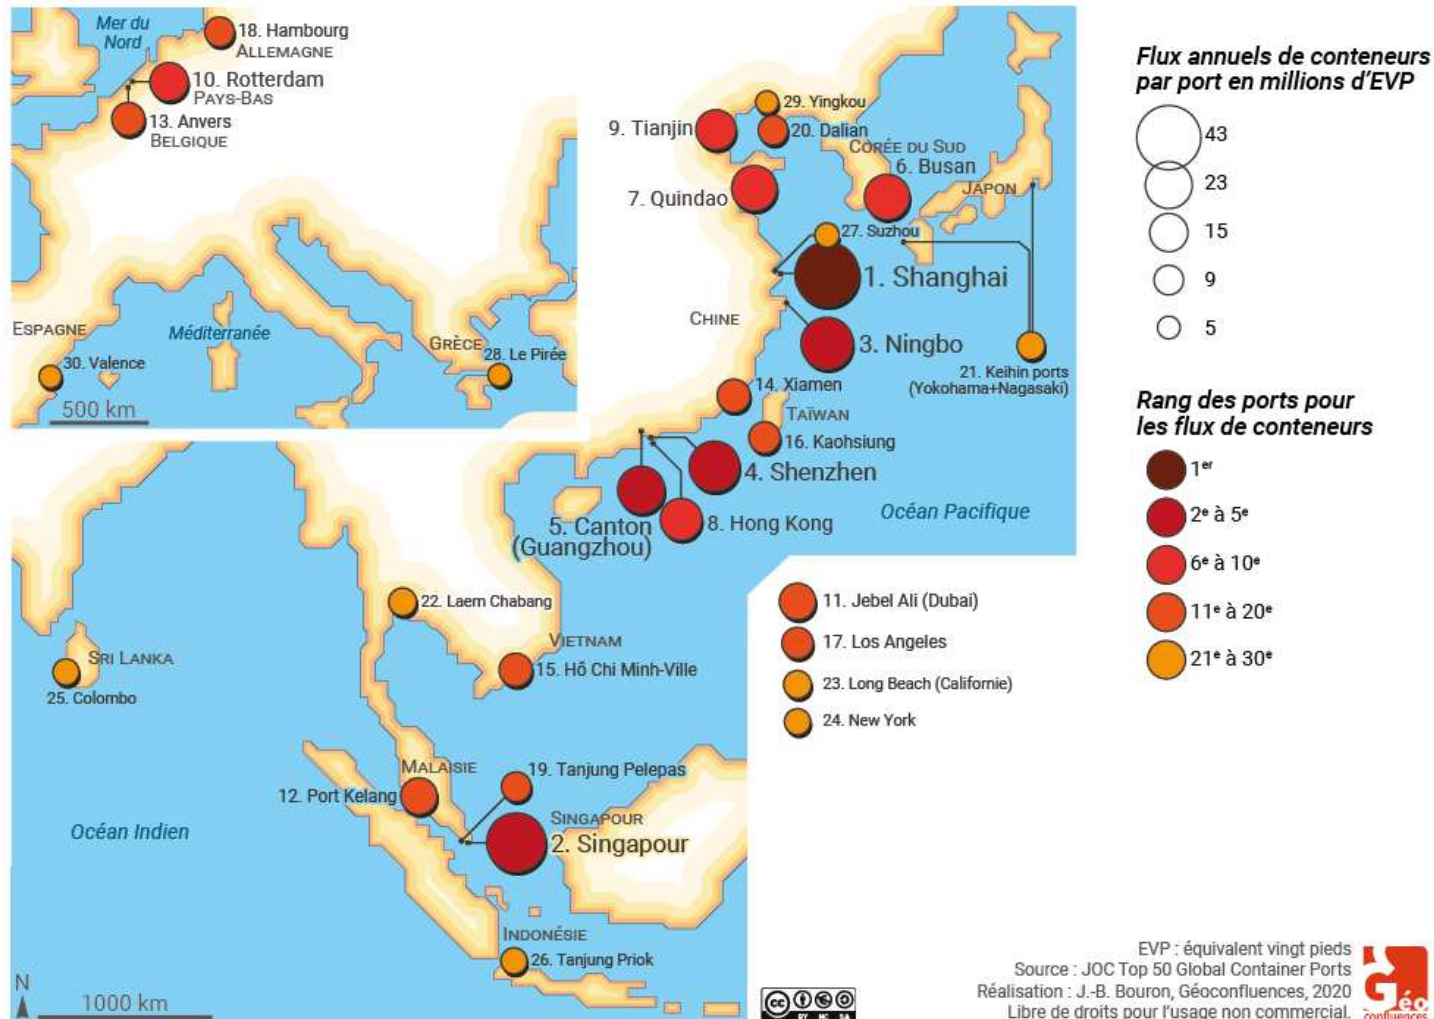 Mer du
Nord
18. Hambourg
ALLEMAGNE
10. Rotterdam
PAYS-BAS
13. Anvers
BELGIQUE
ESPAGNE
Méditerranée
GRÈCE
28. Le Pirée
30. Valence
500 km
29. Yingkou
9. Tianjin
20. Dalian
CORÉE DU SUD
6. Busan
7. Quindao
JAPON
27. Suzhou
1. Shanghai
CHINE
3. Ningbo
21. Keihin ports
(Yokohama+Nagasaki)
14. Xiamen
TAÏWAN
16. Kaohsiung
4. Shenzhen
5. Canton
(Guangzhou)
8. Hong Kong
Océan Pacifique
22. Laem Chabang
VIETNAM
15. Hô Chi Minh-Ville
SRI LANKA
25. Colombo
MALAISIE
19. Tanjung Pelepas
12. Port Kelang
SINGAPOUR
2. Singapour
Océan Indien
INDONÉSIE
26. Tanjung Priok
N
1000 km
11. Jebel Ali (Dubai)
17. Los Angeles
23. Long Beach (Californie)
24. New York
Flux annuels de conteneurs
par port en millions d'EVP
43
23
15
9
5
Rang des ports pour
les flux de conteneurs
1er
2e à 5e
6e à 10e
11e à 20e
21e à 30e
EVP : équivalent vingt pieds
Source : JOC Top 50 Global Container Ports
Réalisation : J.-B. Bouron, Géoconfluences, 2020
Libre de droits pour l'usage non commercial.
cc
BY NC SA
Géo
confluences